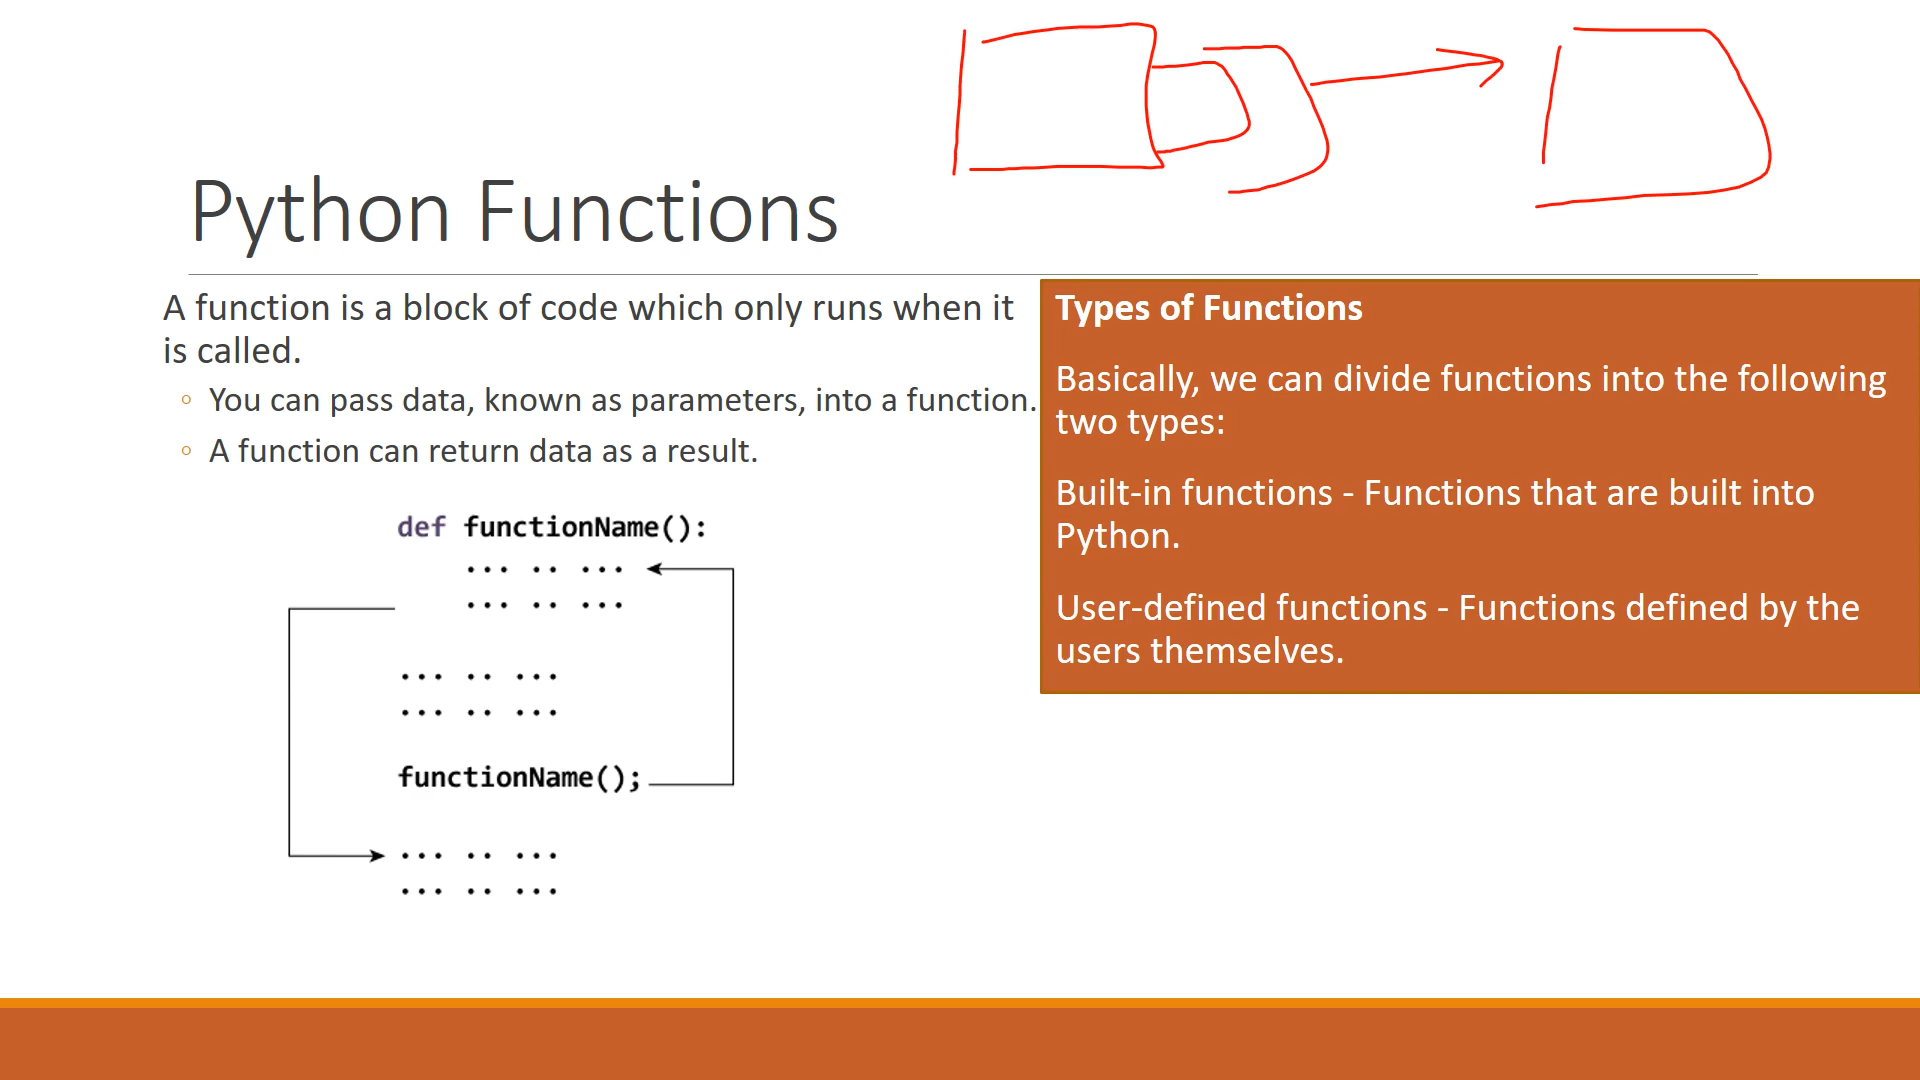 Python Functions
A function is a block of code which only runs when it
is called.
◦ You can pass data, known as parameters, into a function.
◦ A function can return data as a result.
def functionName():
... .. ...
... .. ...
... .. ...
... .. ...
functionName();
... .. ...
... .. ...
Types of Functions
Basically, we can divide functions into the following
two types:
Built-in functions - Functions that are built into
Python.
User-defined functions - Functions defined by the
users themselves.